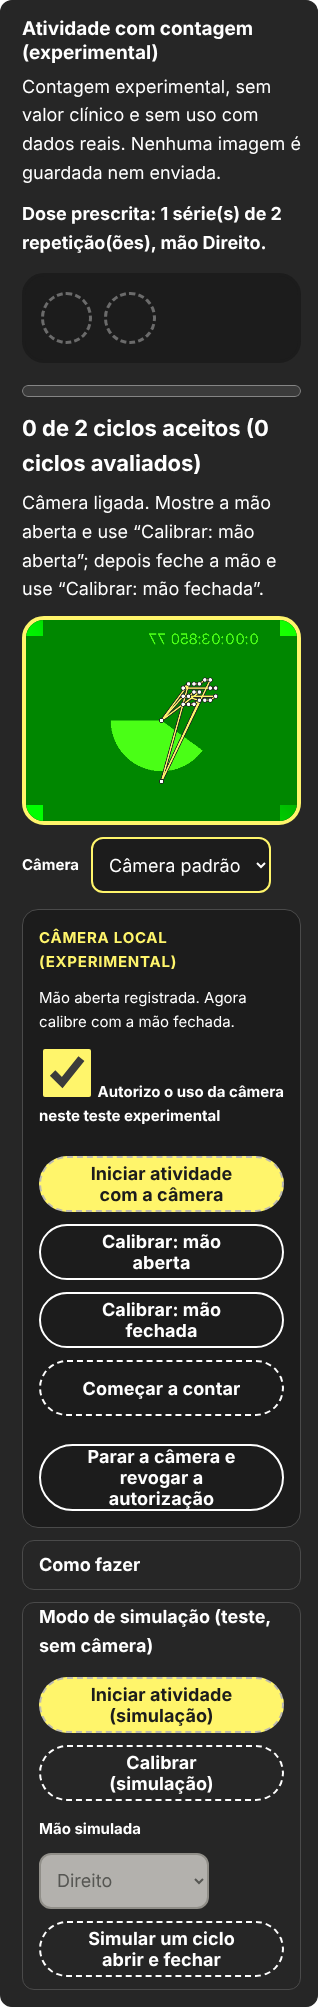 Atividade com contagem
(experimental)
Contagem experimental, sem
valor clínico e sem uso com
dados reais. Nenhuma imagem é
guardada nem enviada.
Dose prescrita: 1 série(s) de 2
repetição(ões), mão Direito.
0 de 2 ciclos aceitos (0
ciclos avaliados)
Câmera ligada. Mostre a mão
aberta e use “Calibrar: mão
aberta”; depois feche a mão e
use “Calibrar: mão fechada”.
0:00:03:850 77
Câmera
Câmera padrão
CÂMERA LOCAL
(EXPERIMENTAL)
Mão aberta registrada. Agora
calibre com a mão fechada.
Autorizo o uso da câmera
neste teste experimental
Iniciar atividade
com a câmera
Calibrar: mão
aberta
Calibrar: mão
fechada
Começar a contar
Parar a câmera e
revogar a
autorização
Como fazer
Modo de simulação (teste,
sem câmera)
Iniciar atividade
(simulação)
Calibrar
(simulação)
Mão simulada
Direito
Simular um ciclo
abrir e fechar